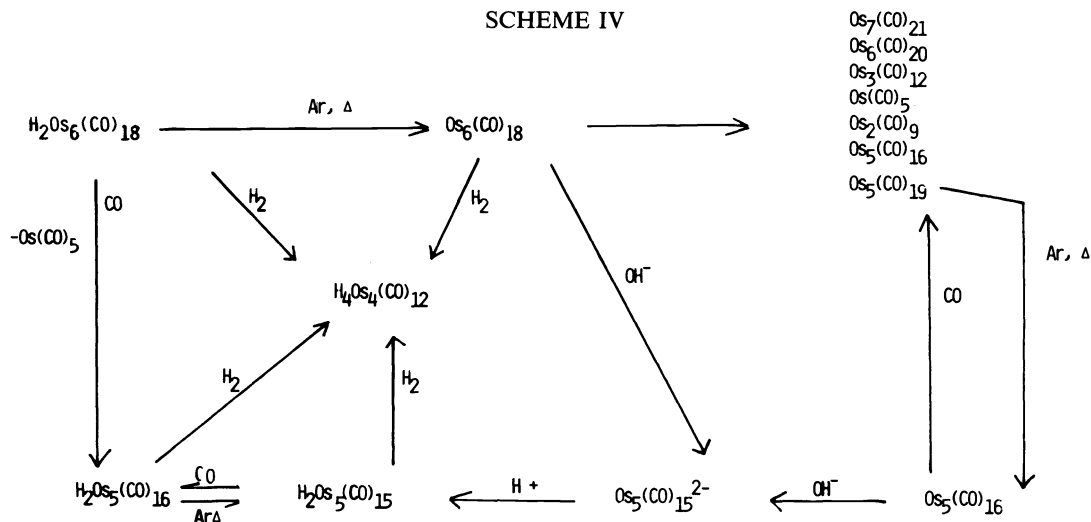 SCHEME IV
Os₇(CO)₂₁
Os₆(CO)₂₀
Os₃(CO)₁₂
Os(CO)₅
Os₂(CO)₉
Os₅(CO)₁₆
Os₅(CO)₁₉
H₂Os₆(CO)₁₈
Ar, Δ
Os₆(CO)₁₈
CO
-Os(CO)₅
H₂
H₂
OH⁻
Ar, Δ
CO
H₄Os₄(CO)₁₂
H₂
H₂
H₂Os₅(CO)₁₆
CO
ArΔ
H₂Os₅(CO)₁₅
H +
Os₅(CO)₁₅²⁻
OH⁻
Os₅(CO)₁₆